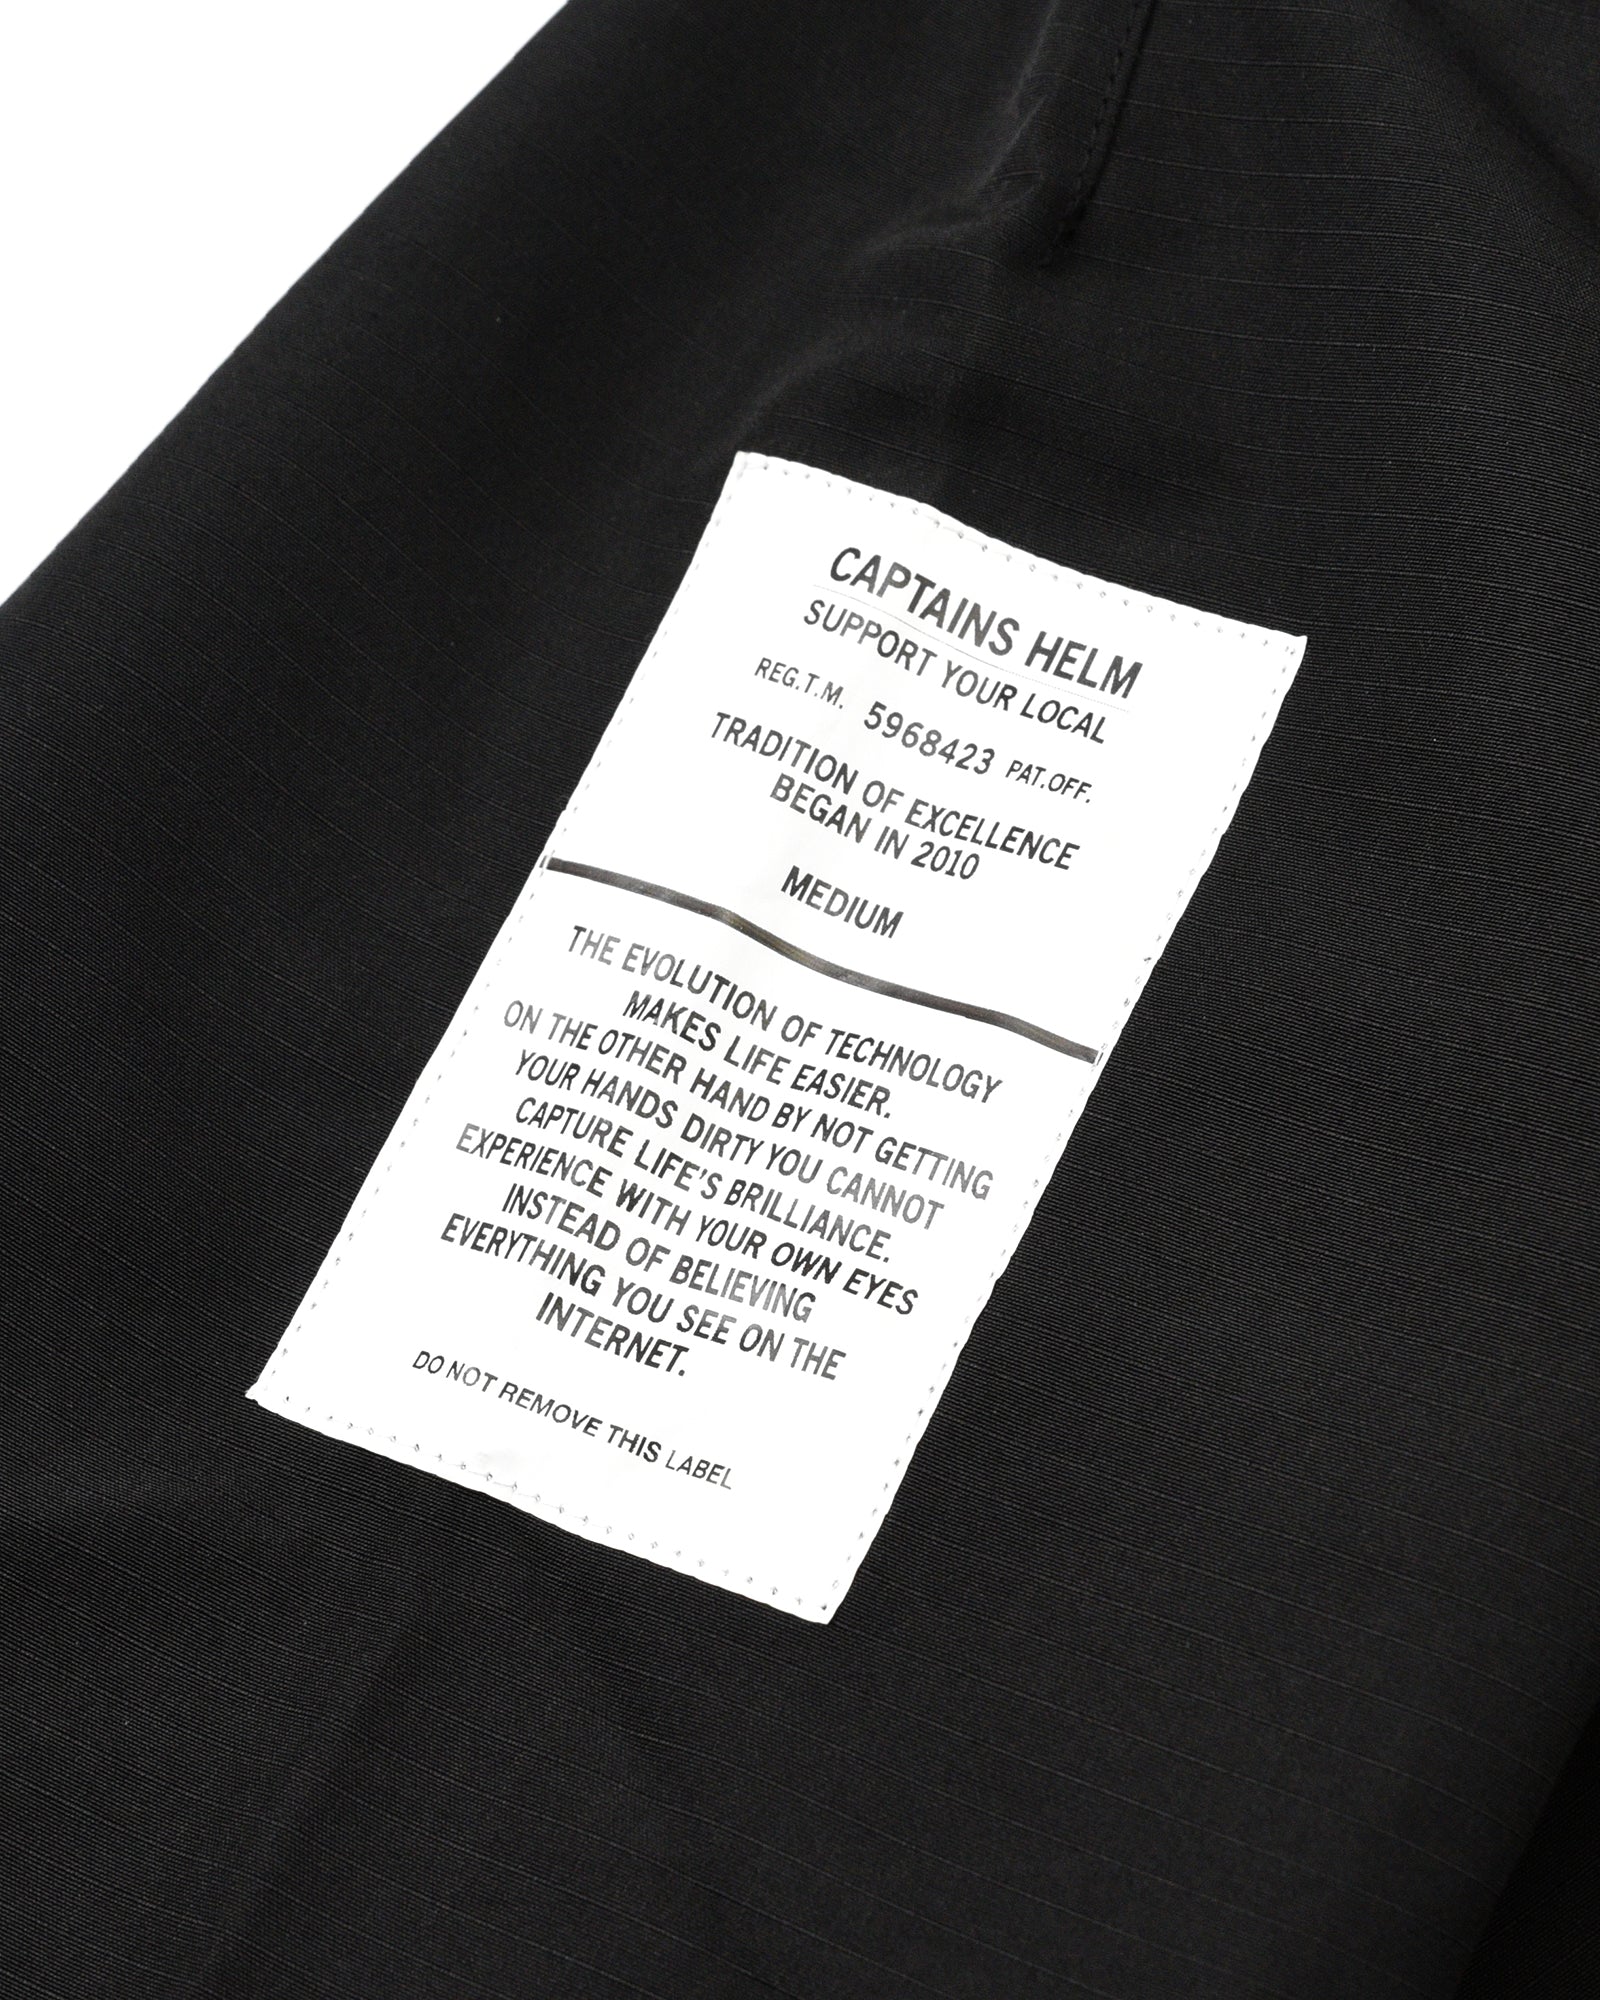 CAPTAINS HELM
SUPPORT YOUR LOCAL
REG.T.M. 5968423 PAT.OFF.
TRADITION OF EXCELLENCE
BEGAN IN 2010
MEDIUM
THE EVOLUTION OF TECHNOLOGY
MAKES LIFE EASIER.
ON THE OTHER HAND BY NOT GETTING
YOUR HANDS DIRTY YOU CANNOT
CAPTURE LIFE'S BRILLIANCE.
EXPERIENCE WITH YOUR OWN EYES
INSTEAD OF BELIEVING
EVERYTHING YOU SEE ON THE
INTERNET.
DO NOT REMOVE THIS LABEL